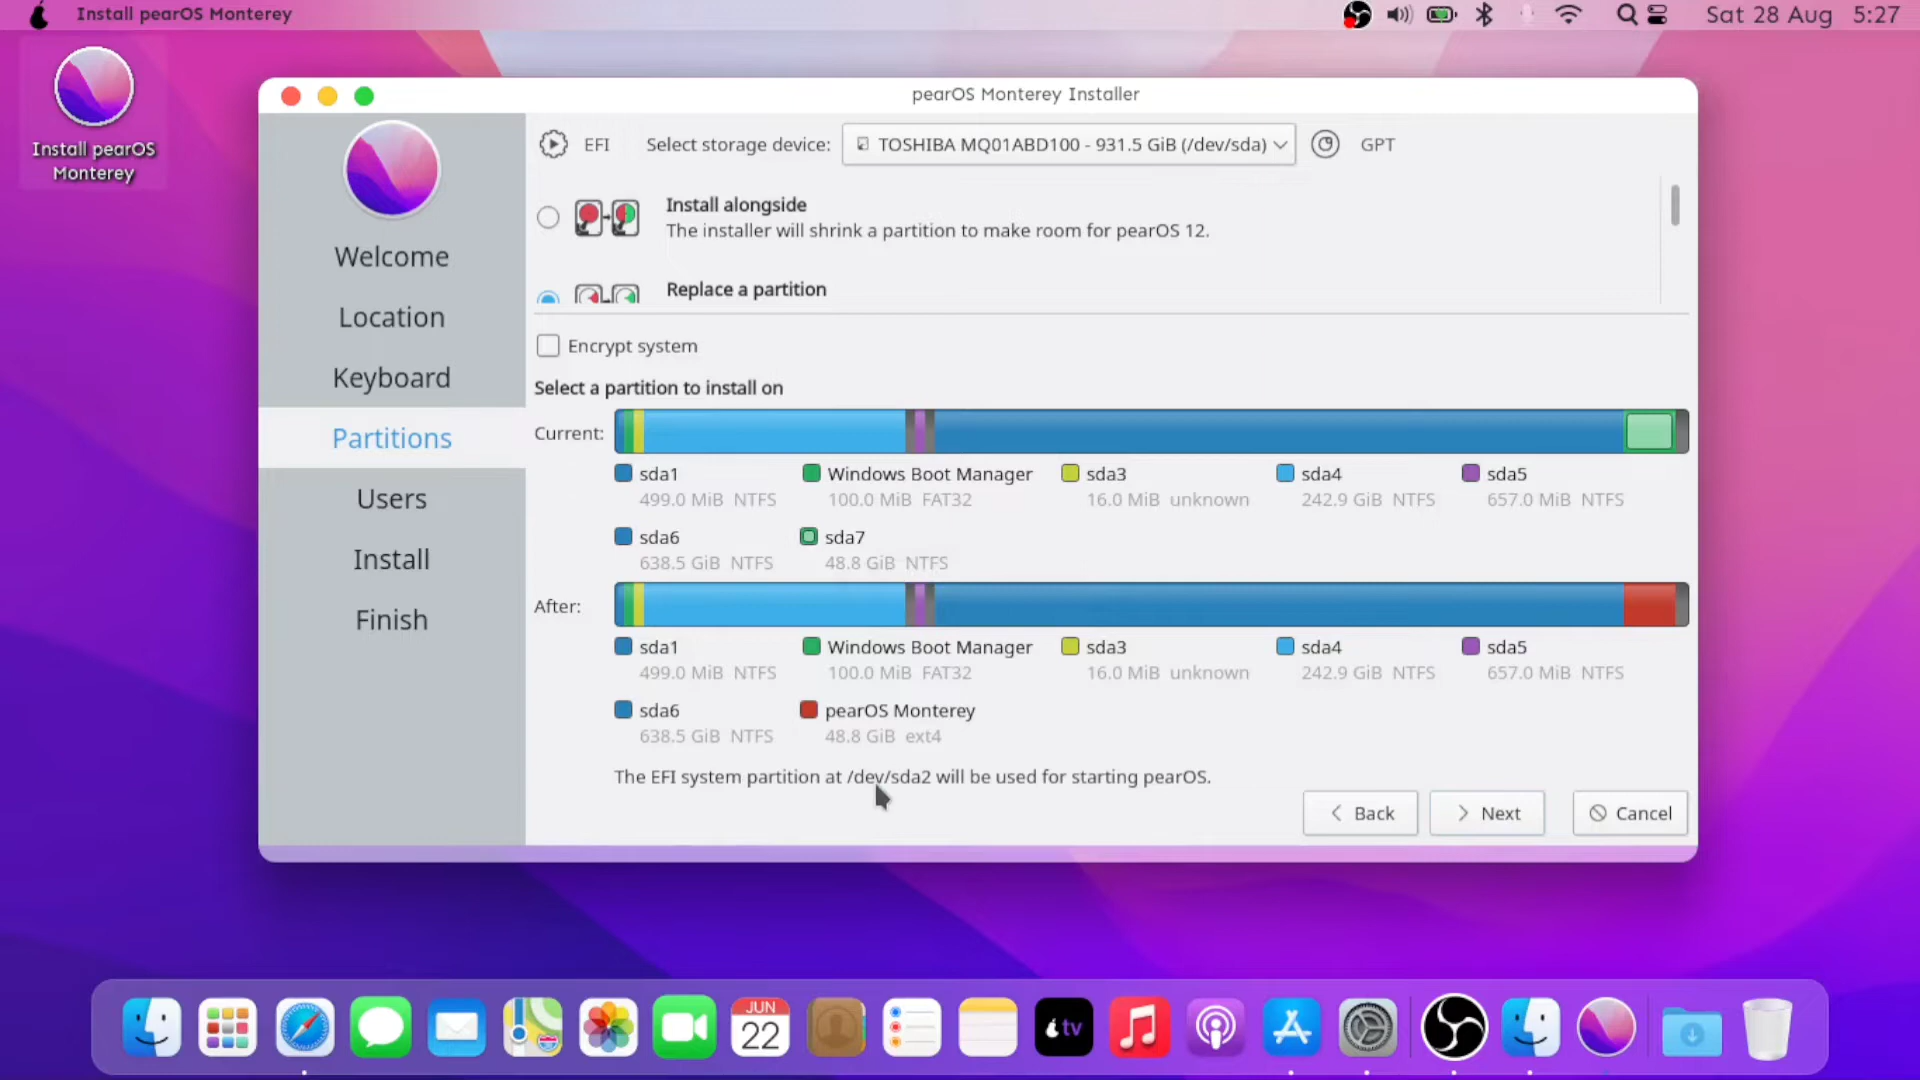 Install pearOS Monterey
Sat 28 Aug 5:27
Install pearOS
Monterey
pearOS Monterey Installer
EFI Select storage device: TOSHIBA MQ01ABD100 - 931.5 GiB (/dev/sda) GPT
Welcome
Location
Keyboard
Partitions
Users
Install
Finish
Install alongside
The installer will shrink a partition to make room for pearOS 12.
Replace a partition
Encrypt system
Select a partition to install on
Current:
sda1 Windows Boot Manager sda3 sda4 sda5
499.0 MiB NTFS 100.0 MiB FAT32 16.0 MiB unknown 242.9 GiB NTFS 657.0 MiB NTFS
sda6 sda7
638.5 GiB NTFS 48.8 GiB NTFS
After:
sda1 Windows Boot Manager sda3 sda4 sda5
499.0 MiB NTFS 100.0 MiB FAT32 16.0 MiB unknown 242.9 GiB NTFS 657.0 MiB NTFS
sda6 pearOS Monterey
638.5 GiB NTFS 48.8 GiB ext4
The EFI system partition at /dev/sda2 will be used for starting pearOS.
Back Next Cancel
JUN
22
tv